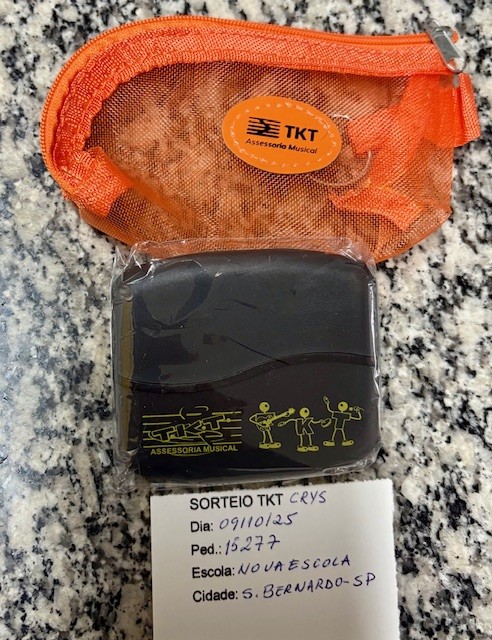 TKT
Assessoria Musical
TKT
ASSESSORIA MUSICAL
SORTEIO TKT CRYS
Dia: 09/10/25
Ped.: 15277
Escola: NOVA ESCOLA
Cidade: S. BERNARDO-SP